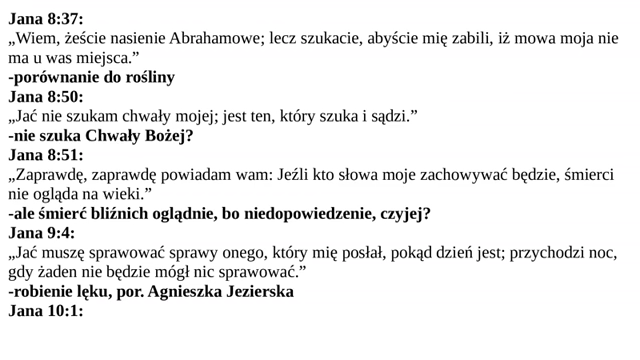 Jana 8:37:
„Wiem, żeście nasienie Abrahamowe; lecz szukacie, abyście mię zabili, iż mowa moja nie
ma u was miejsca.”
-porównanie do rośliny
Jana 8:50:
„Jać nie szukam chwały mojej; jest ten, który szuka i sądzi.”
-nie szuka Chwały Bożej?
Jana 8:51:
„Zaprawdę, zaprawdę powiadam wam: Jeźli kto słowa moje zachowywać będzie, śmierci
nie ogląda na wieki.”
-ale śmierć bliźnich oglądnie, bo niedopowiedzenie, czyjej?
Jana 9:4:
„Jać muszę sprawować sprawy onego, który mię posłał, pokąd dzień jest; przychodzi noc,
gdy żaden nie będzie mógł nic sprawować.”
-robienie lęku, por. Agnieszka Jezierska
Jana 10:1: